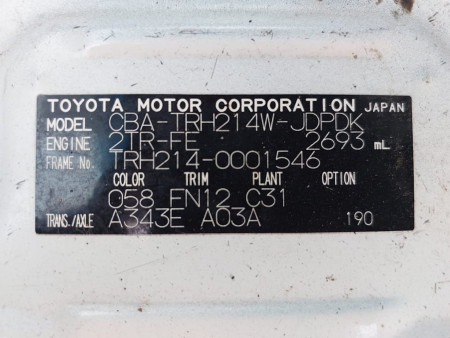 TOYOTA MOTOR CORPORATION JAPAN
MODEL CBA-TRH214W-JDPDK
ENGINE 2TR-FE 2693 mL
FRAME No. TRH214-0001546
COLOR TRIM PLANT OPTION
058 FN12 C31
TRANS./AXLE A343E A03A 190